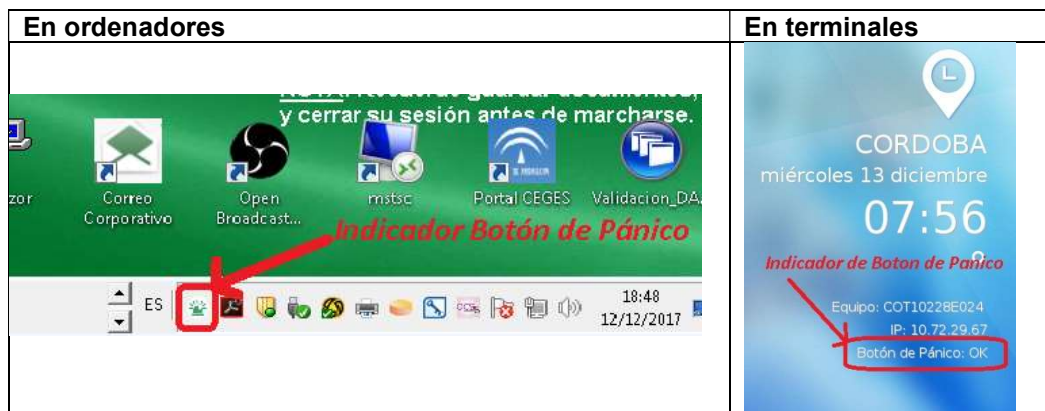 En ordenadores
En terminales
y cerrar su sesión antes de marcharse.
zor
Correo
Corporativo
Open
Broadcast...
mstsc
Portal CEGES
Validacion_DA
Indicador Botón de Pánico
ES
18:48
12/12/2017
CORDOBA
miércoles 13 diciembre
07:56
Indicador de Boton de Panico
Equipo: COT10228E024
IP: 10.72.29.67
Botón de Pánico: OK